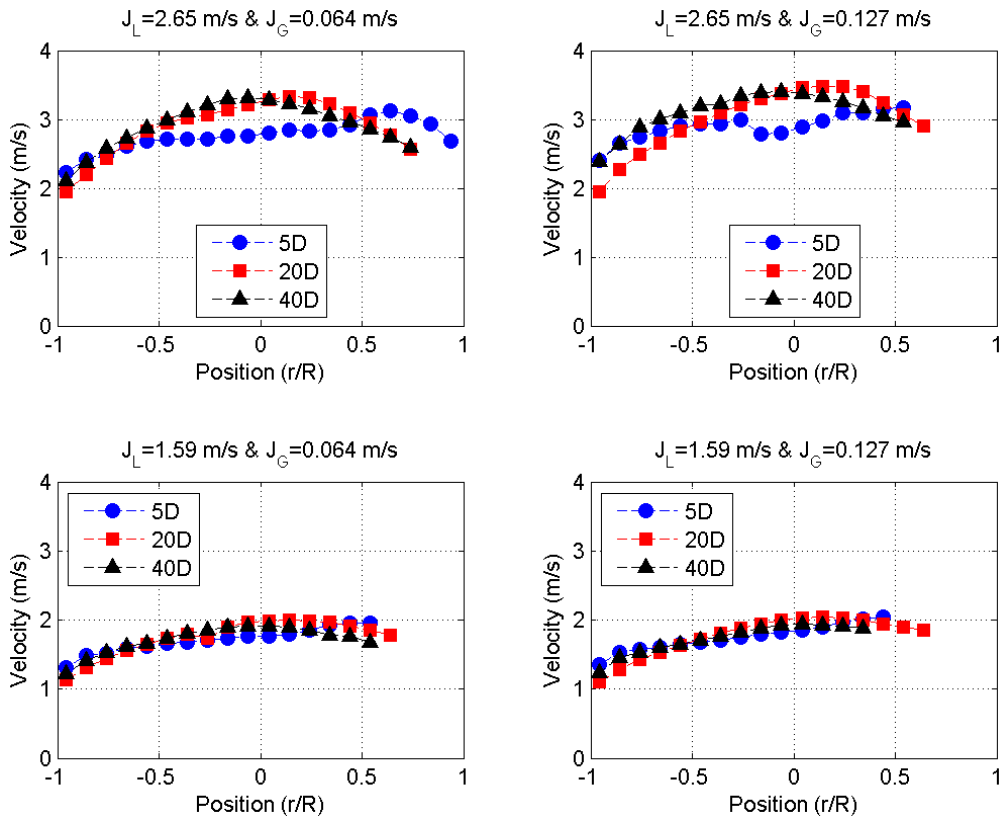 J_L=2.65 m/s & J_G=0.064 m/s
4
3
2
1
0
Velocity (m/s)
5D
20D
40D
-1
-0.5
0
0.5
1
Position (r/R)
J_L=2.65 m/s & J_G=0.127 m/s
4
3
2
1
0
Velocity (m/s)
5D
20D
40D
-1
-0.5
0
0.5
1
Position (r/R)
J_L=1.59 m/s & J_G=0.064 m/s
4
3
2
1
0
Velocity (m/s)
5D
20D
40D
-1
-0.5
0
0.5
1
Position (r/R)
J_L=1.59 m/s & J_G=0.127 m/s
4
3
2
1
0
Velocity (m/s)
5D
20D
40D
-1
-0.5
0
0.5
1
Position (r/R)